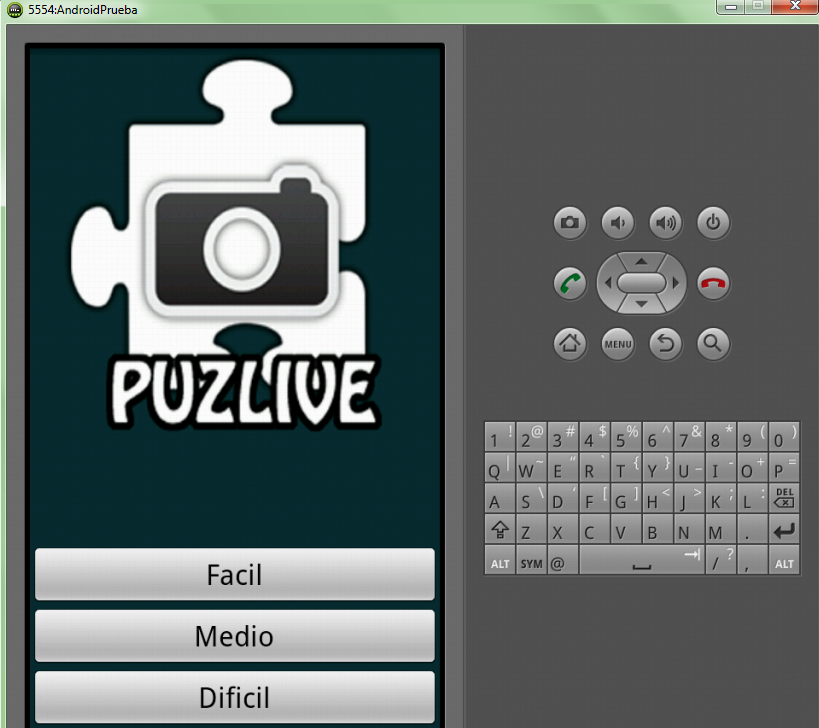 5554:AndroidPrueba
PUZLIVE
Facil
Medio
Dificil
MENU
1 ! 2 @ 3 # 4 $ 5 % 6 ^ 7 & 8 * 9 ( 0 )
Q | W ~ E " R ` T { Y } U _ I - O + P =
A S \ D ' F [ G ] H < J > K ; L : DEL
Z X C V B N M .
ALT SYM @ / ? , ALT